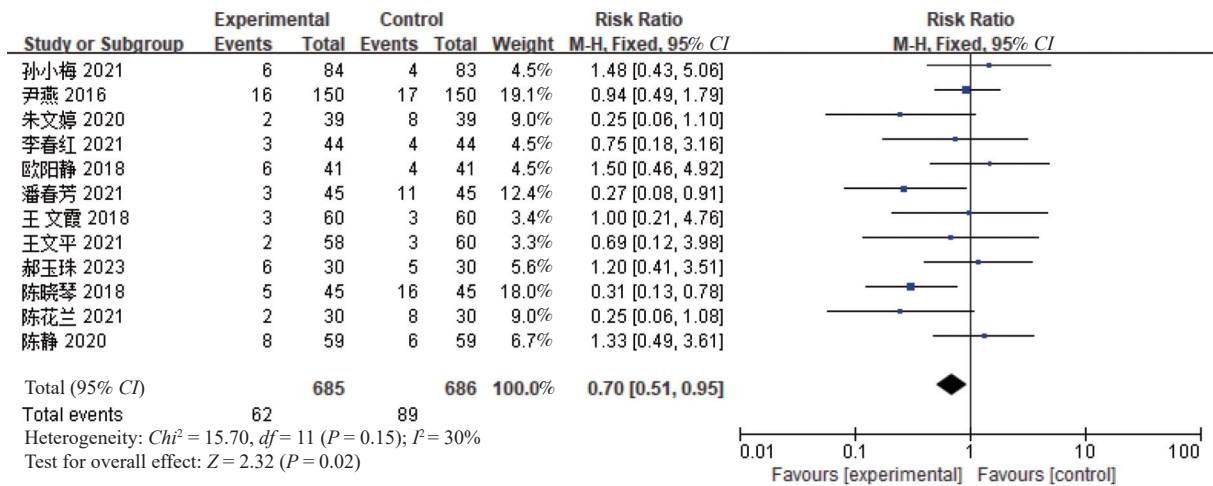 Experimental Control Risk Ratio Risk Ratio
Study or Subgroup Events Total Events Total Weight M-H, Fixed, 95% CI M-H, Fixed, 95% CI
孙小梅 2021 6 84 4 83 4.5% 1.48 [0.43, 5.06]
尹燕 2016 16 150 17 150 19.1% 0.94 [0.49, 1.79]
朱文婷 2020 2 39 8 39 9.0% 0.25 [0.06, 1.10]
李春红 2021 3 44 4 44 4.5% 0.75 [0.18, 3.16]
欧阳静 2018 6 41 4 41 4.5% 1.50 [0.46, 4.92]
潘春芳 2021 3 45 11 45 12.4% 0.27 [0.08, 0.91]
王 文霞 2018 3 60 3 60 3.4% 1.00 [0.21, 4.76]
王文平 2021 2 58 3 60 3.3% 0.69 [0.12, 3.98]
郝玉珠 2023 6 30 5 30 5.6% 1.20 [0.41, 3.51]
陈晓琴 2018 5 45 16 45 18.0% 0.31 [0.13, 0.78]
陈花兰 2021 2 30 8 30 9.0% 0.25 [0.06, 1.08]
陈静 2020 8 59 6 59 6.7% 1.33 [0.49, 3.61]
Total (95% CI) 685 686 100.0% 0.70 [0.51, 0.95]
Total events 62 89
Heterogeneity: Chi² = 15.70, df = 11 (P = 0.15); I² = 30%
Test for overall effect: Z = 2.32 (P = 0.02)
0.01 0.1 1 10 100
Favours [experimental] Favours [control]